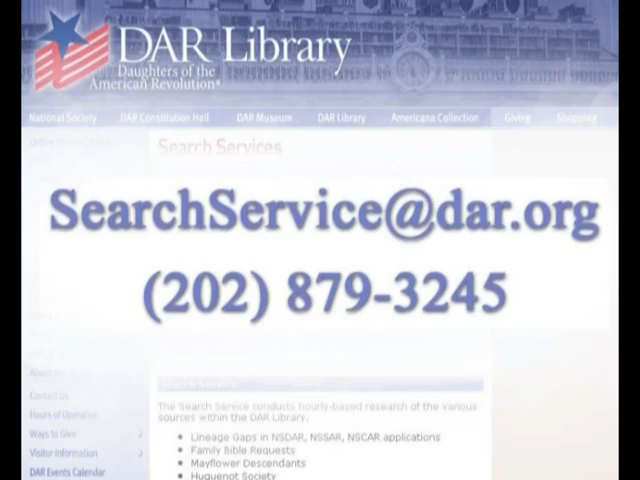 DAR Library
Daughters of the
American Revolution
National Society DAR Constitution Hall DAR Museum DAR Library Americana Collection Giving Shopping
Search Services
SearchService@dar.org
(202) 879-3245
Contact Us
Hours of Operation
Ways to Give
Visitor Information
DAR Events Calendar
Search Service
The Search Service conducts hourly-based research of the various
sources within the DAR Library.
Lineage Gaps in NSDAR, NSSAR, NSCAR applications
Family Bible Requests
Mayflower Descendants
Huguenot Society